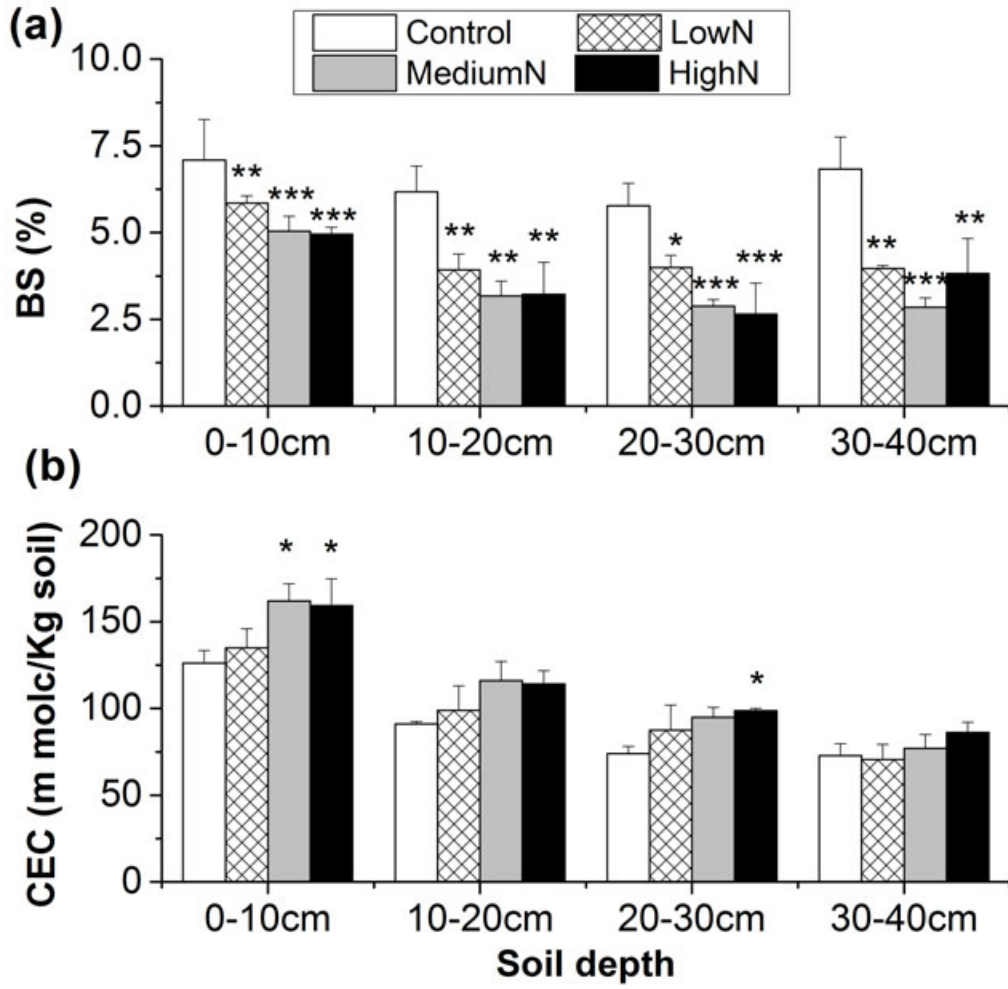 (a)
Control LowN
MediumN HighN
10.0
7.5
5.0
2.5
0.0
BS (%)
** *** ***
** ** **
* *** ***
** *** **
0-10cm 10-20cm 20-30cm 30-40cm
(b)
200
150
100
50
0
CEC (m molc/Kg soil)
* *
*
0-10cm 10-20cm 20-30cm 30-40cm
Soil depth